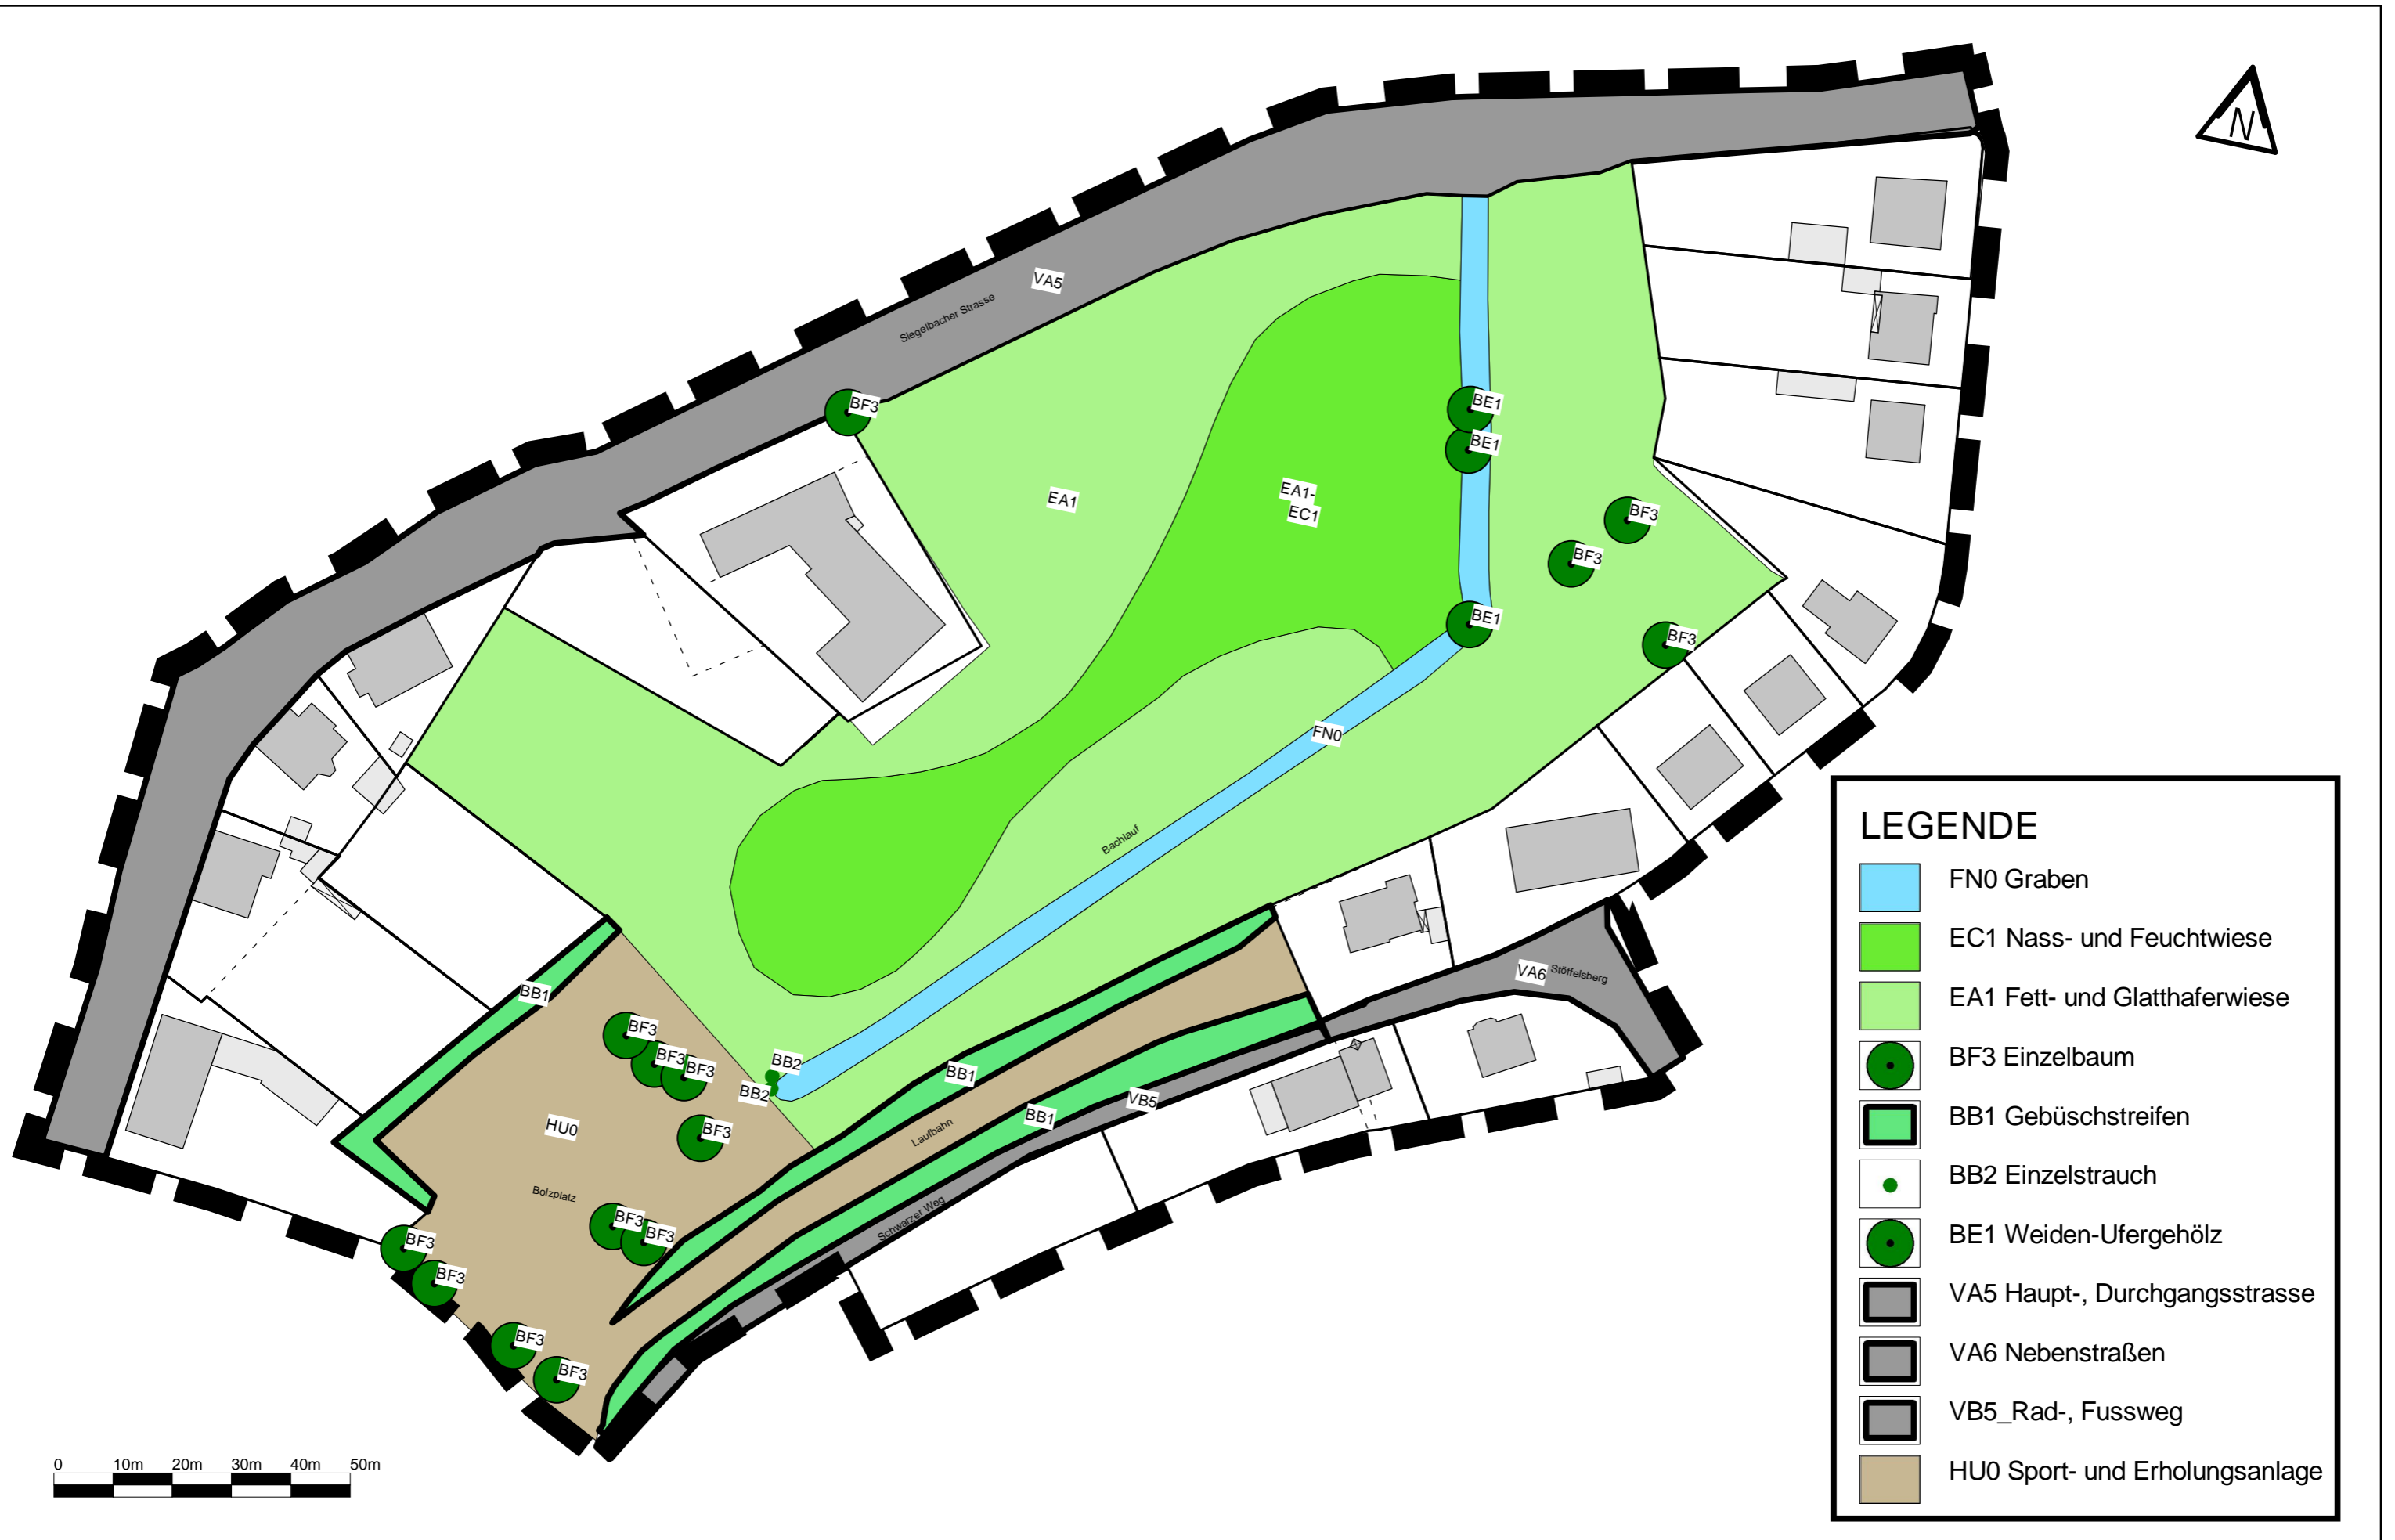 N
VA5
Siegelbacher Strasse
BF3
BE1
BE1
EA1
EA1-
EC1
BF3
BF3
BE1
BF3
FN0
Bachlauf
VA6
Stöffelsberg
BB1
BF3
BF3
BF3
BB2
BB2
BB1
BB1
VB5
HU0
BF3
Laufbahn
Bolzplatz
BF3
BF3
Schwarzer Weg
BF3
BF3
BF3
BF3
LEGENDE
FN0 Graben
EC1 Nass- und Feuchtwiese
EA1 Fett- und Glatthaferwiese
BF3 Einzelbaum
BB1 Gebüschstreifen
BB2 Einzelstrauch
BE1 Weiden-Ufergehölz
VA5 Haupt-, Durchgangsstrasse
VA6 Nebenstraßen
VB5_Rad-, Fussweg
HU0 Sport- und Erholungsanlage
0 10m 20m 30m 40m 50m